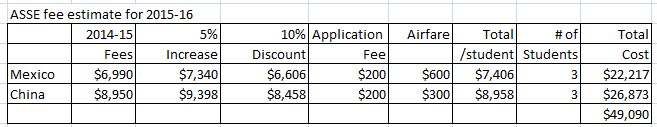 ASSE fee estimate for 2015-16
2014-15 5% 10% Application Airfare Total # of Total
Fees Increase Discount Fee /student Students Cost
Mexico $6,990 $7,340 $6,606 $200 $600 $7,406 3 $22,217
China $8,950 $9,398 $8,458 $200 $300 $8,958 3 $26,873
$49,090